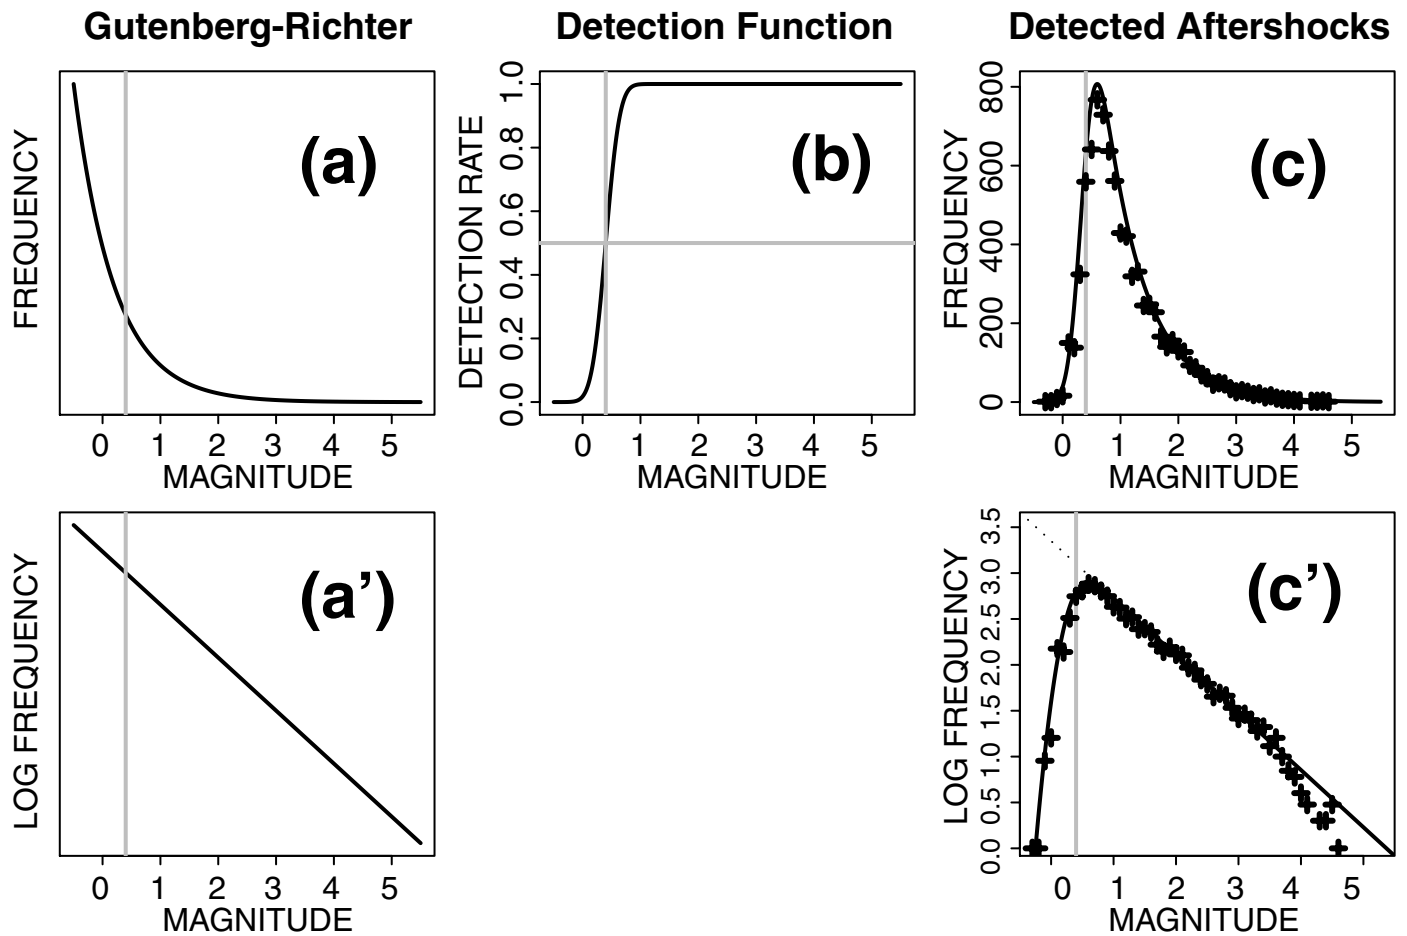 Gutenberg-Richter
FREQUENCY
(a)
0 1 2 3 4 5
MAGNITUDE
Detection Function
DETECTION RATE
0.0 0.2 0.4 0.6 0.8 1.0
(b)
0 1 2 3 4 5
MAGNITUDE
Detected Aftershocks
FREQUENCY
0 200 400 600 800
(c)
0 1 2 3 4 5
MAGNITUDE
LOG FREQUENCY
(a’)
0 1 2 3 4 5
MAGNITUDE
LOG FREQUENCY
0.0 0.5 1.0 1.5 2.0 2.5 3.0 3.5
(c’)
0 1 2 3 4 5
MAGNITUDE